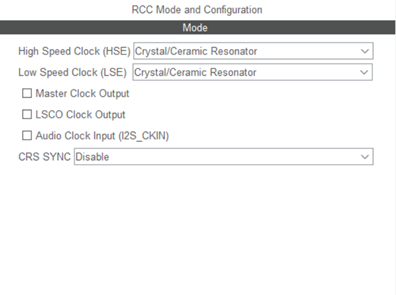 RCC Mode and Configuration
Mode
High Speed Clock (HSE) Crystal/Ceramic Resonator
Low Speed Clock (LSE) Crystal/Ceramic Resonator
Master Clock Output
LSCO Clock Output
Audio Clock Input (I2S_CKIN)
CRS SYNC Disable